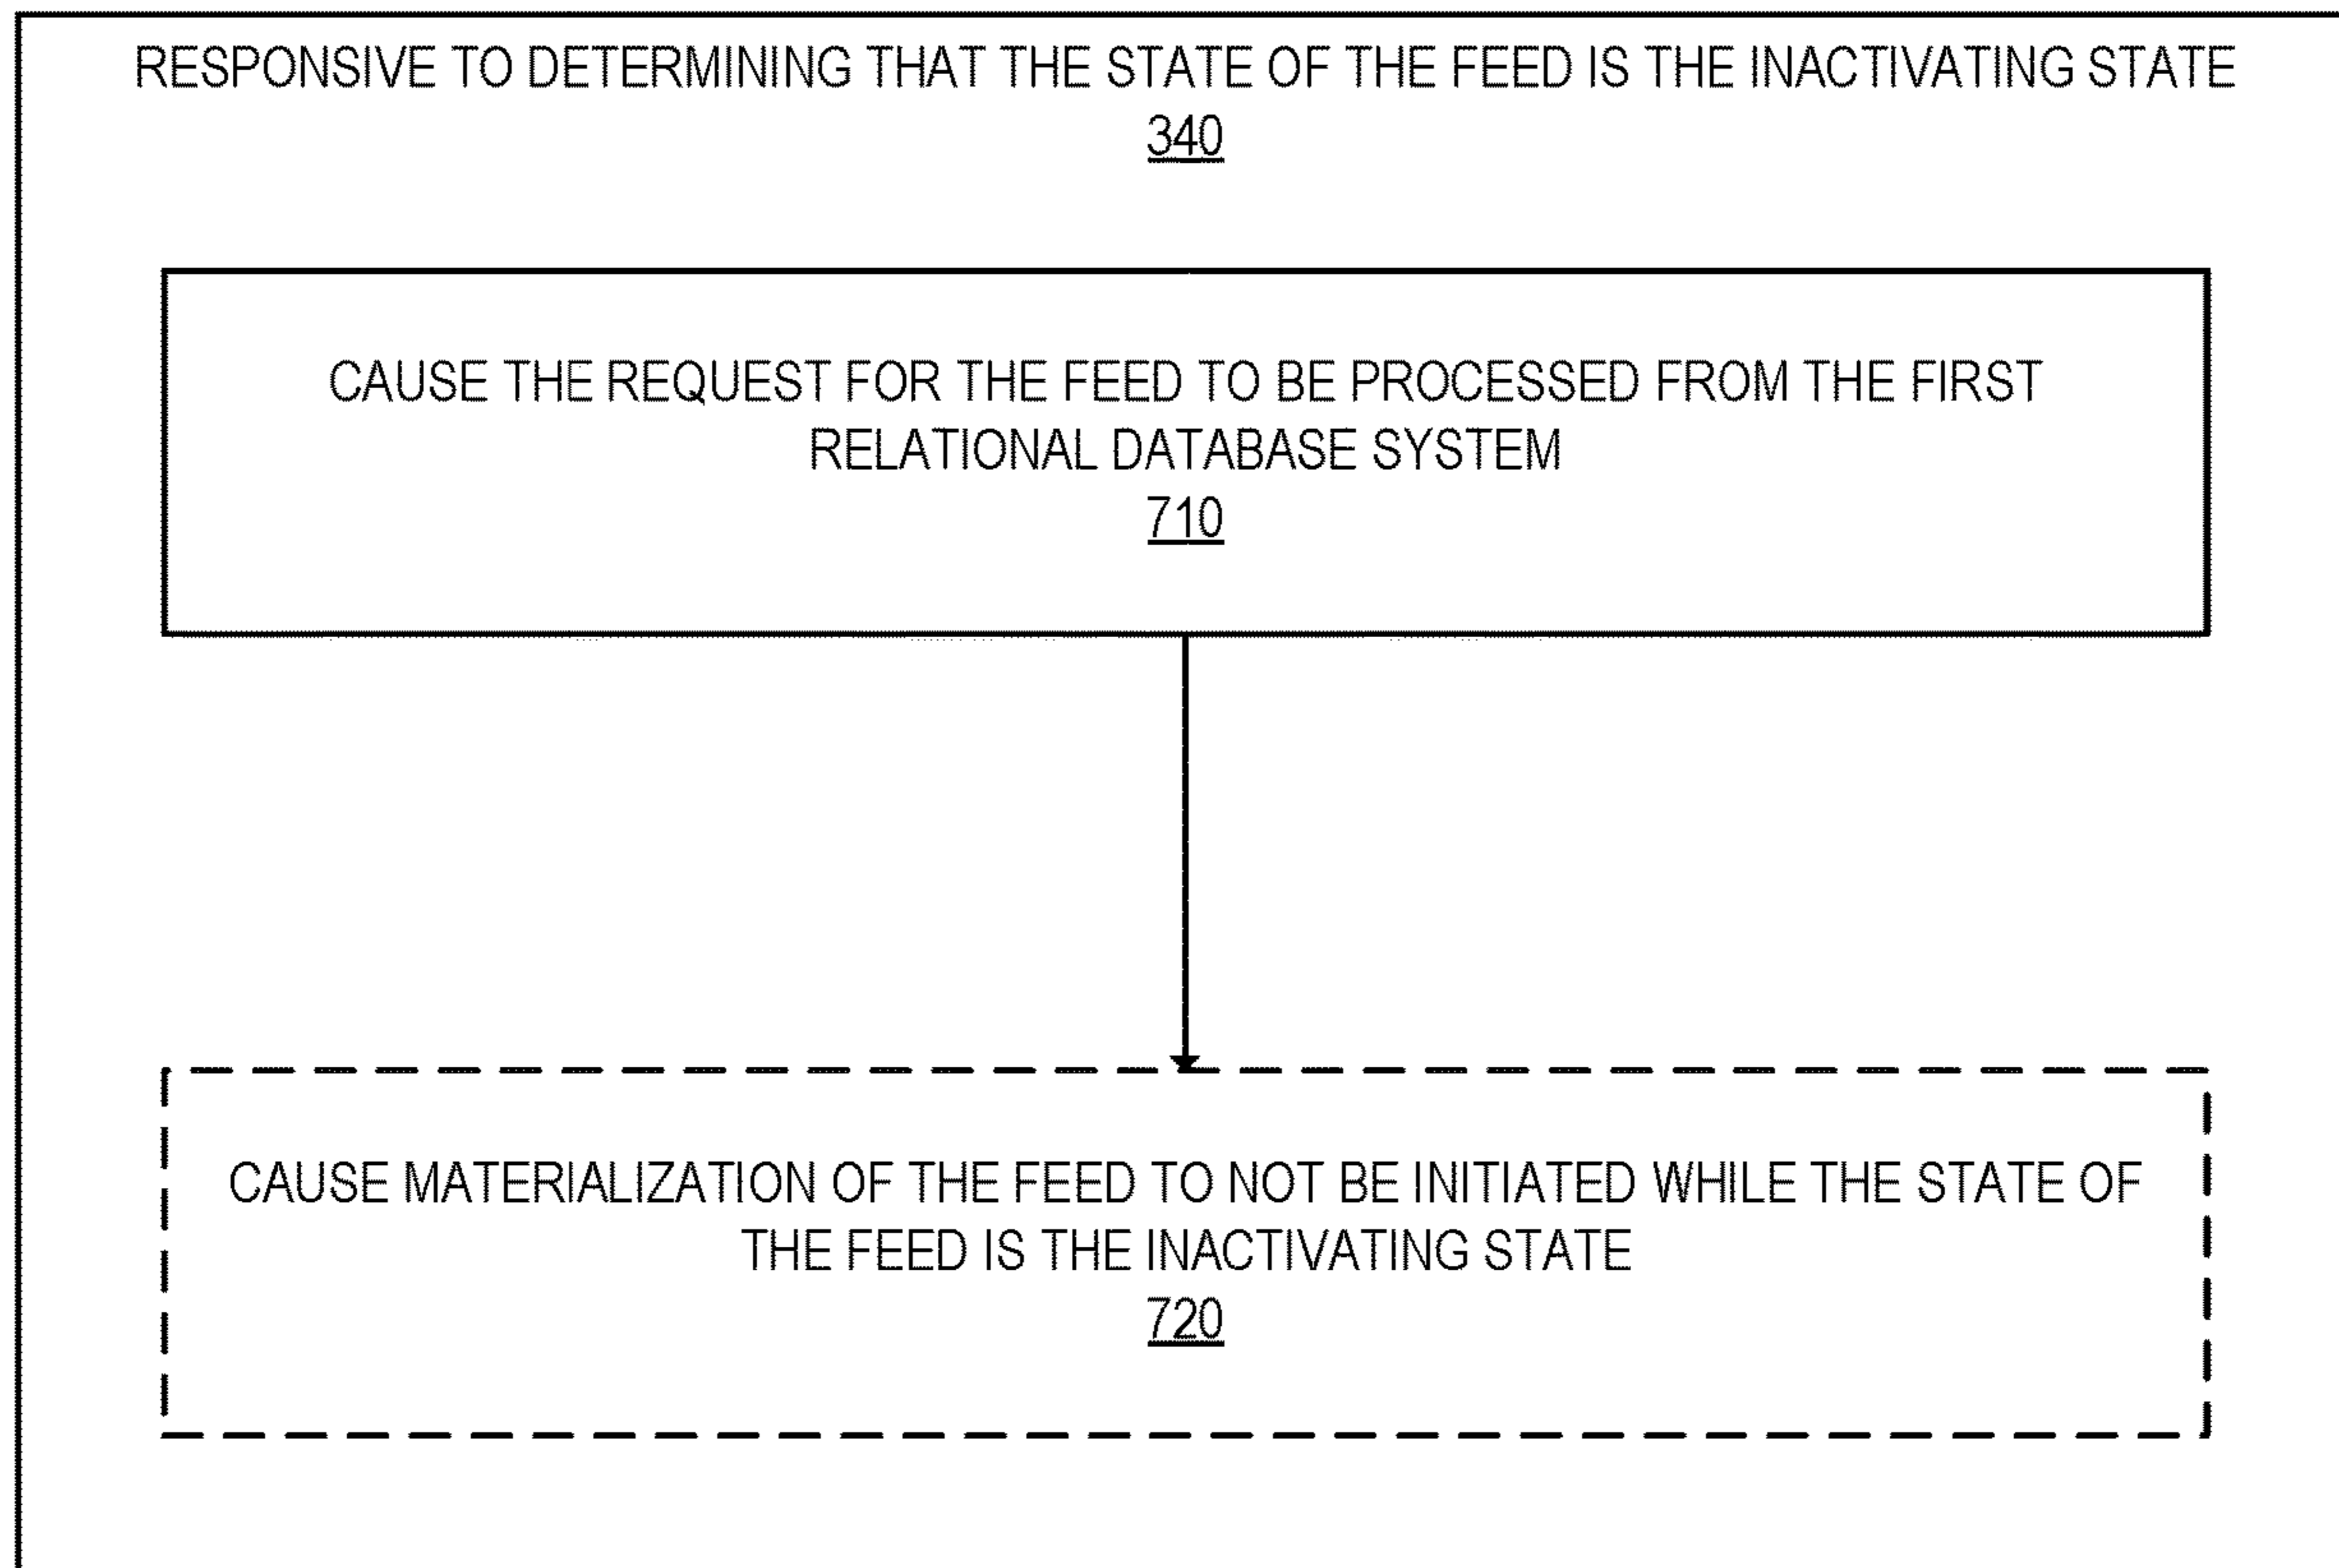 RESPONSIVE TO DETERMINING THAT THE STATE OF THE FEED IS THE INACTIVATING STATE
340
CAUSE THE REQUEST FOR THE FEED TO BE PROCESSED FROM THE FIRST
RELATIONAL DATABASE SYSTEM
710
CAUSE MATERIALIZATION OF THE FEED TO NOT BE INITIATED WHILE THE STATE OF
THE FEED IS THE INACTIVATING STATE
720